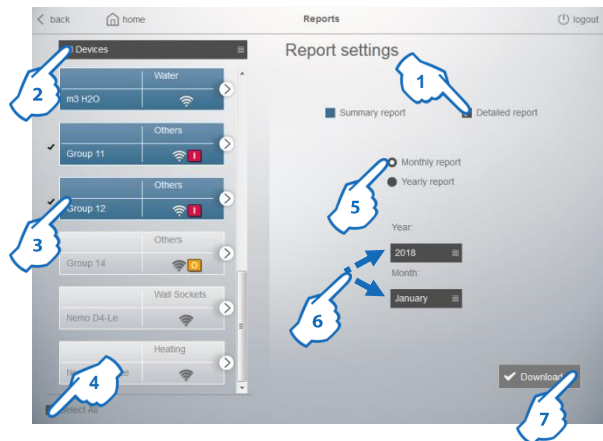 back
home
Reports
logout
Devices
Report settings
1
2
Water
m3 H2O
Summary report
Detailed report
Others
Group 11
I
Monthly report
5
Yearly report
Others
Group 12
I
3
Year:
2018
Month:
January
6
Others
Group 14
O
Wall Sockets
Nemo D4-Le
Heating
4
Select All
Download
7